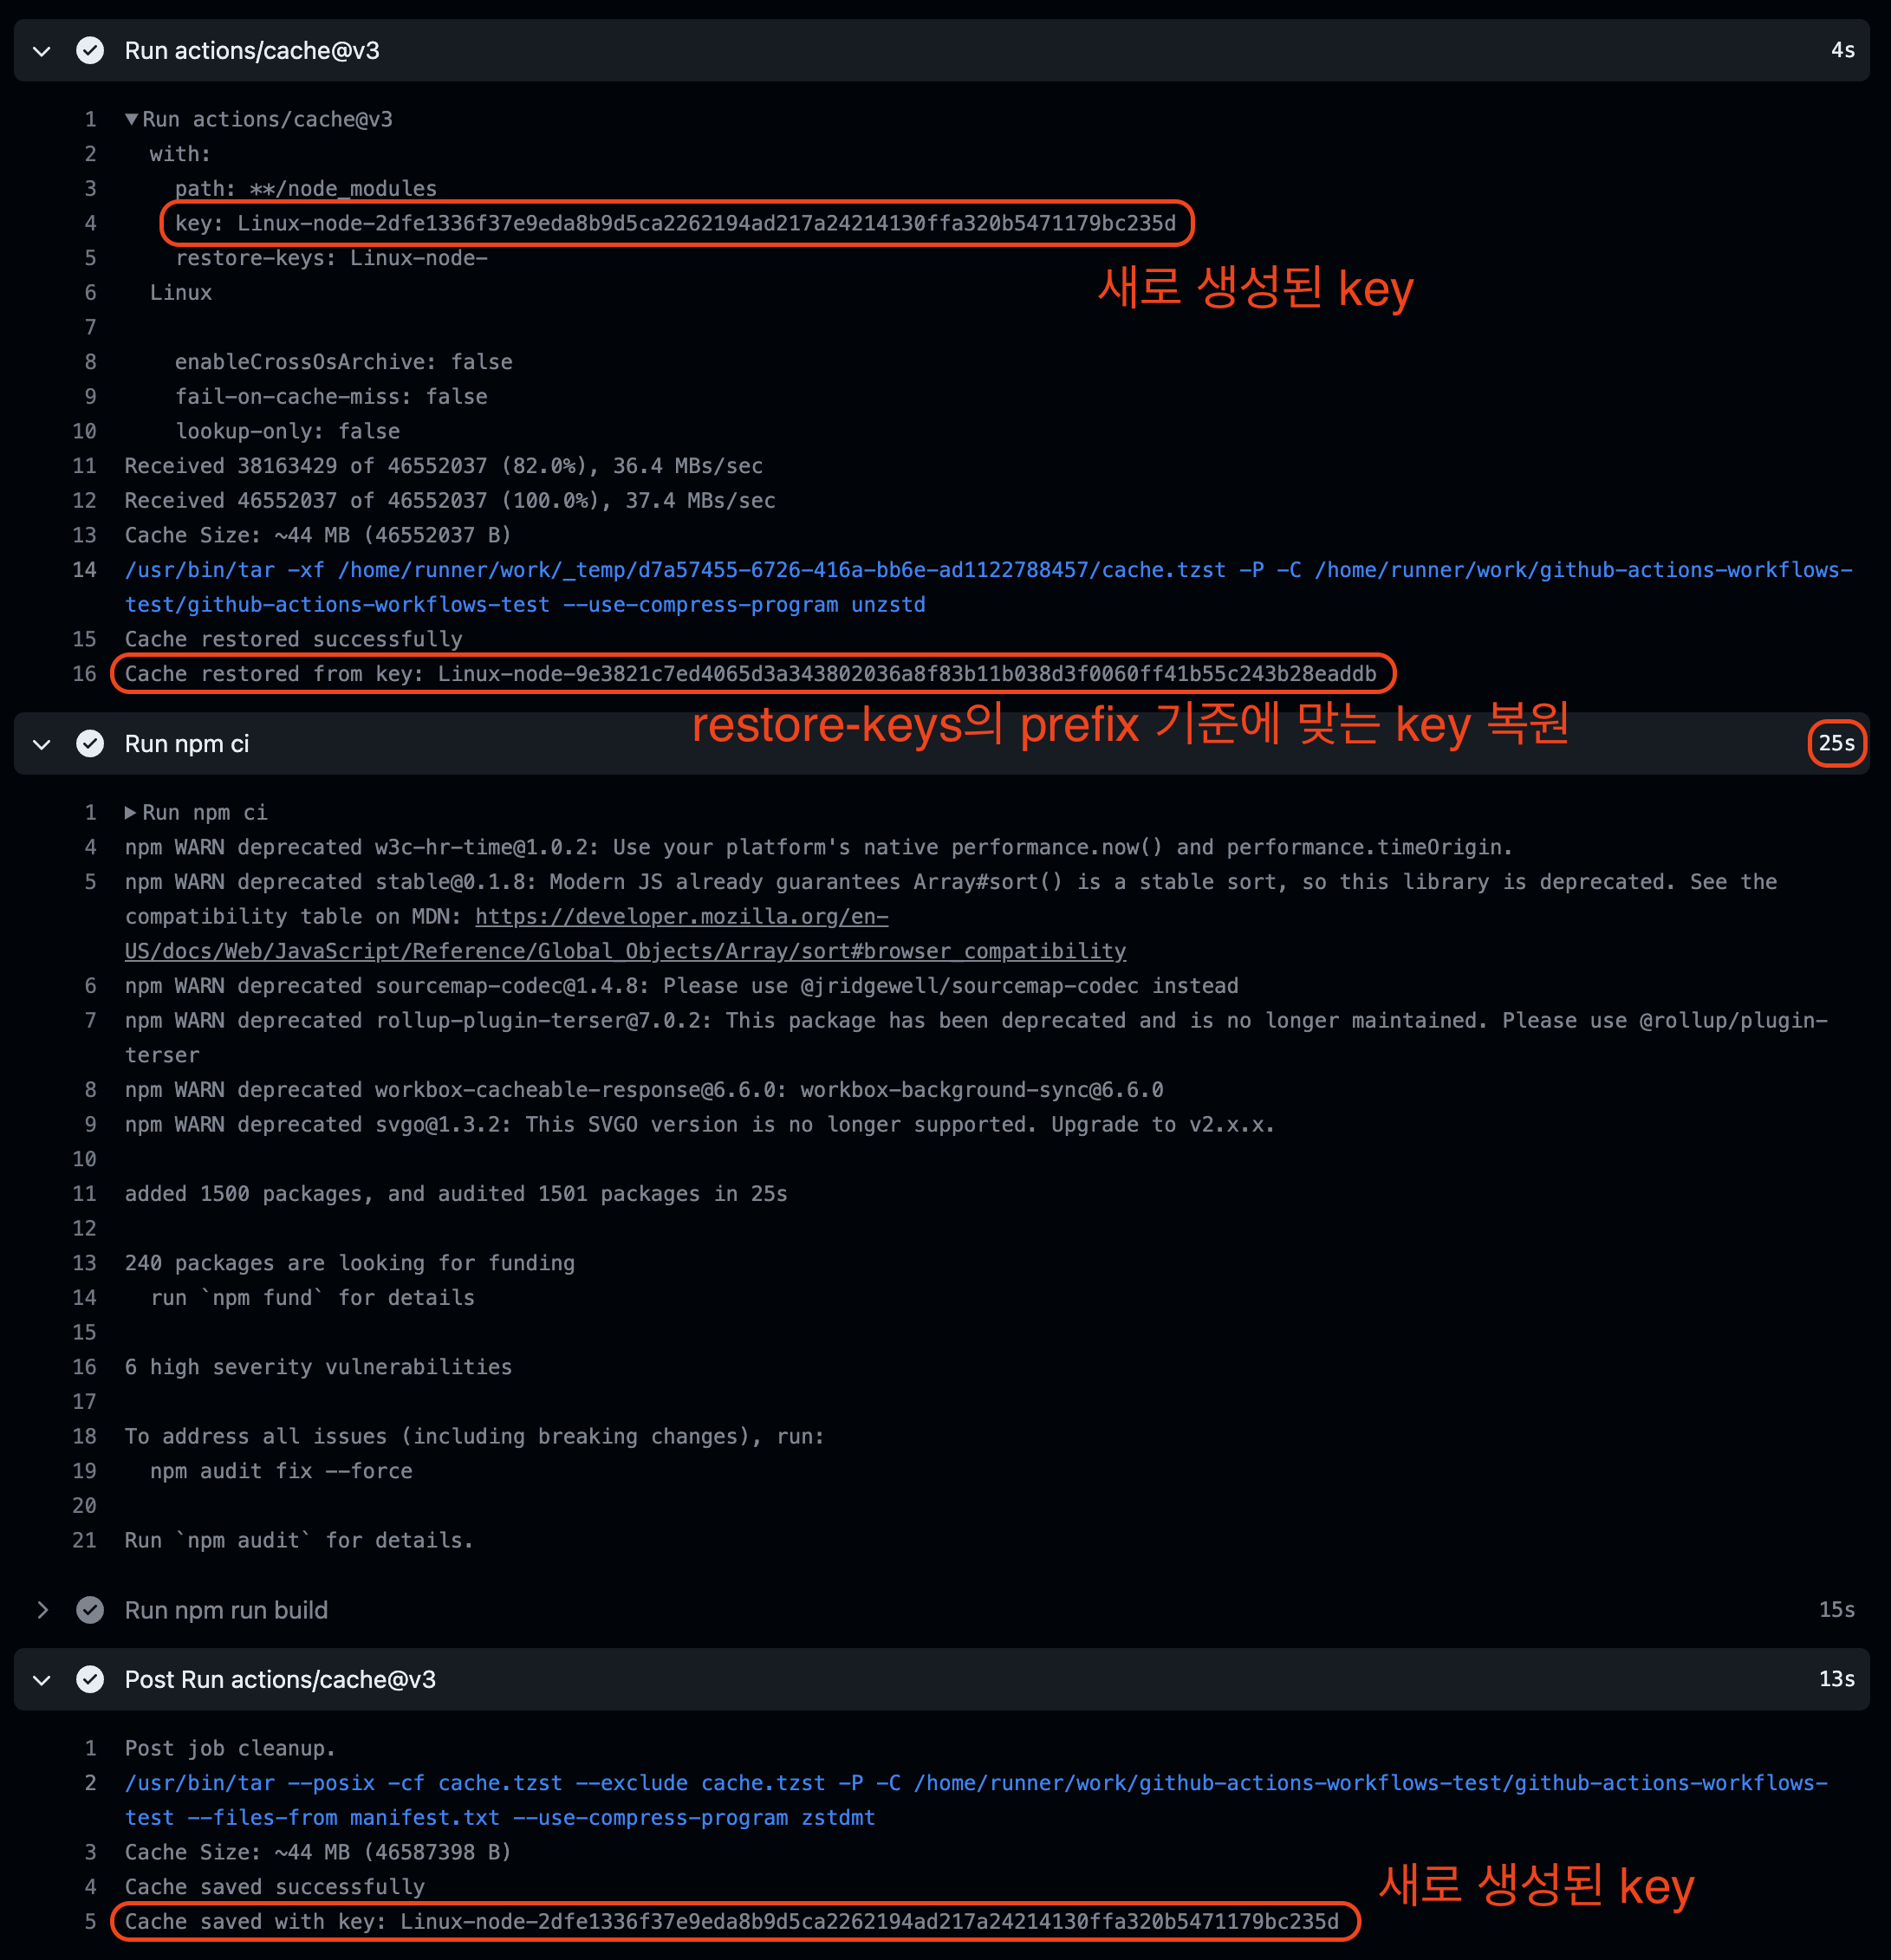 Run actions/cache@v3 4s
1 ▼Run actions/cache@v3
2 with:
3 path: **/node_modules
4 key: Linux-node-2dfe1336f37e9eda8b9d5ca2262194ad217a24214130ffa320b5471179bc235d
5 restore-keys: Linux-node-
새로 생성된 key
6 Linux
7
8 enableCrossOsArchive: false
9 fail-on-cache-miss: false
10 lookup-only: false
11 Received 38163429 of 46552037 (82.0%), 36.4 MBs/sec
12 Received 46552037 of 46552037 (100.0%), 37.4 MBs/sec
13 Cache Size: ~44 MB (46552037 B)
14 /usr/bin/tar -xf /home/runner/work/_temp/d7a57455-6726-416a-bb6e-ad1122788457/cache.tzst -P -C /home/runner/work/github-actions-workflows-
test/github-actions-workflows-test --use-compress-program unzstd
15 Cache restored successfully
16 Cache restored from key: Linux-node-9e3821c7ed4065d3a343802036a8f83b11b038d3f0060ff41b55c243b28eaddb
restore-keys의 prefix 기준에 맞는 key 복원
Run npm ci 25s
1 ▶Run npm ci
4 npm WARN deprecated w3c-hr-time@1.0.2: Use your platform's native performance.now() and performance.timeOrigin.
5 npm WARN deprecated stable@0.1.8: Modern JS already guarantees Array#sort() is a stable sort, so this library is deprecated. See the
compatibility table on MDN: https://developer.mozilla.org/en-
US/docs/Web/JavaScript/Reference/Global_Objects/Array/sort#browser_compatibility
6 npm WARN deprecated sourcemap-codec@1.4.8: Please use @jridgewell/sourcemap-codec instead
7 npm WARN deprecated rollup-plugin-terser@7.0.2: This package has been deprecated and is no longer maintained. Please use @rollup/plugin-
terser
8 npm WARN deprecated workbox-cacheable-response@6.6.0: workbox-background-sync@6.6.0
9 npm WARN deprecated svgo@1.3.2: This SVGO version is no longer supported. Upgrade to v2.x.x.
10
11 added 1500 packages, and audited 1501 packages in 25s
12
13 240 packages are looking for funding
14 run `npm fund` for details
15
16 6 high severity vulnerabilities
17
18 To address all issues (including breaking changes), run:
19 npm audit fix --force
20
21 Run `npm audit` for details.
Run npm run build 15s
Post Run actions/cache@v3 13s
1 Post job cleanup.
2 /usr/bin/tar --posix -cf cache.tzst --exclude cache.tzst -P -C /home/runner/work/github-actions-workflows-test/github-actions-workflows-
test --files-from manifest.txt --use-compress-program zstdmt
3 Cache Size: ~44 MB (46587398 B)
4 Cache saved successfully
새로 생성된 key
5 Cache saved with key: Linux-node-2dfe1336f37e9eda8b9d5ca2262194ad217a24214130ffa320b5471179bc235d